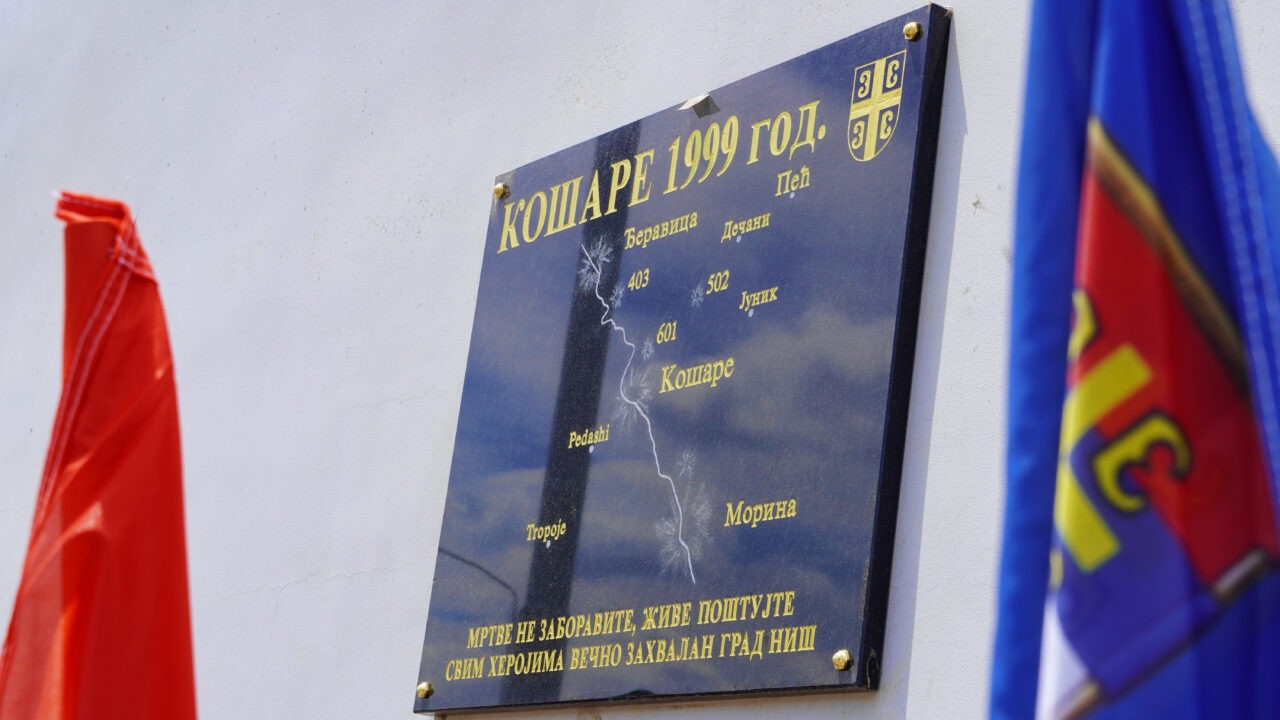 КОШАРЕ 1999 ГОД.
Пећ
Ђеравица
Дечани
403
502
Јуник
601
Кошаре
Pedashi
Морина
Tropoje
МРТВЕ НЕ ЗАБОРАВИТЕ, ЖИВЕ ПОШТУЈТЕ
СВИМ ХЕРОЈИМА ВЕЧНО ЗАХВАЛАН ГРАД НИШ